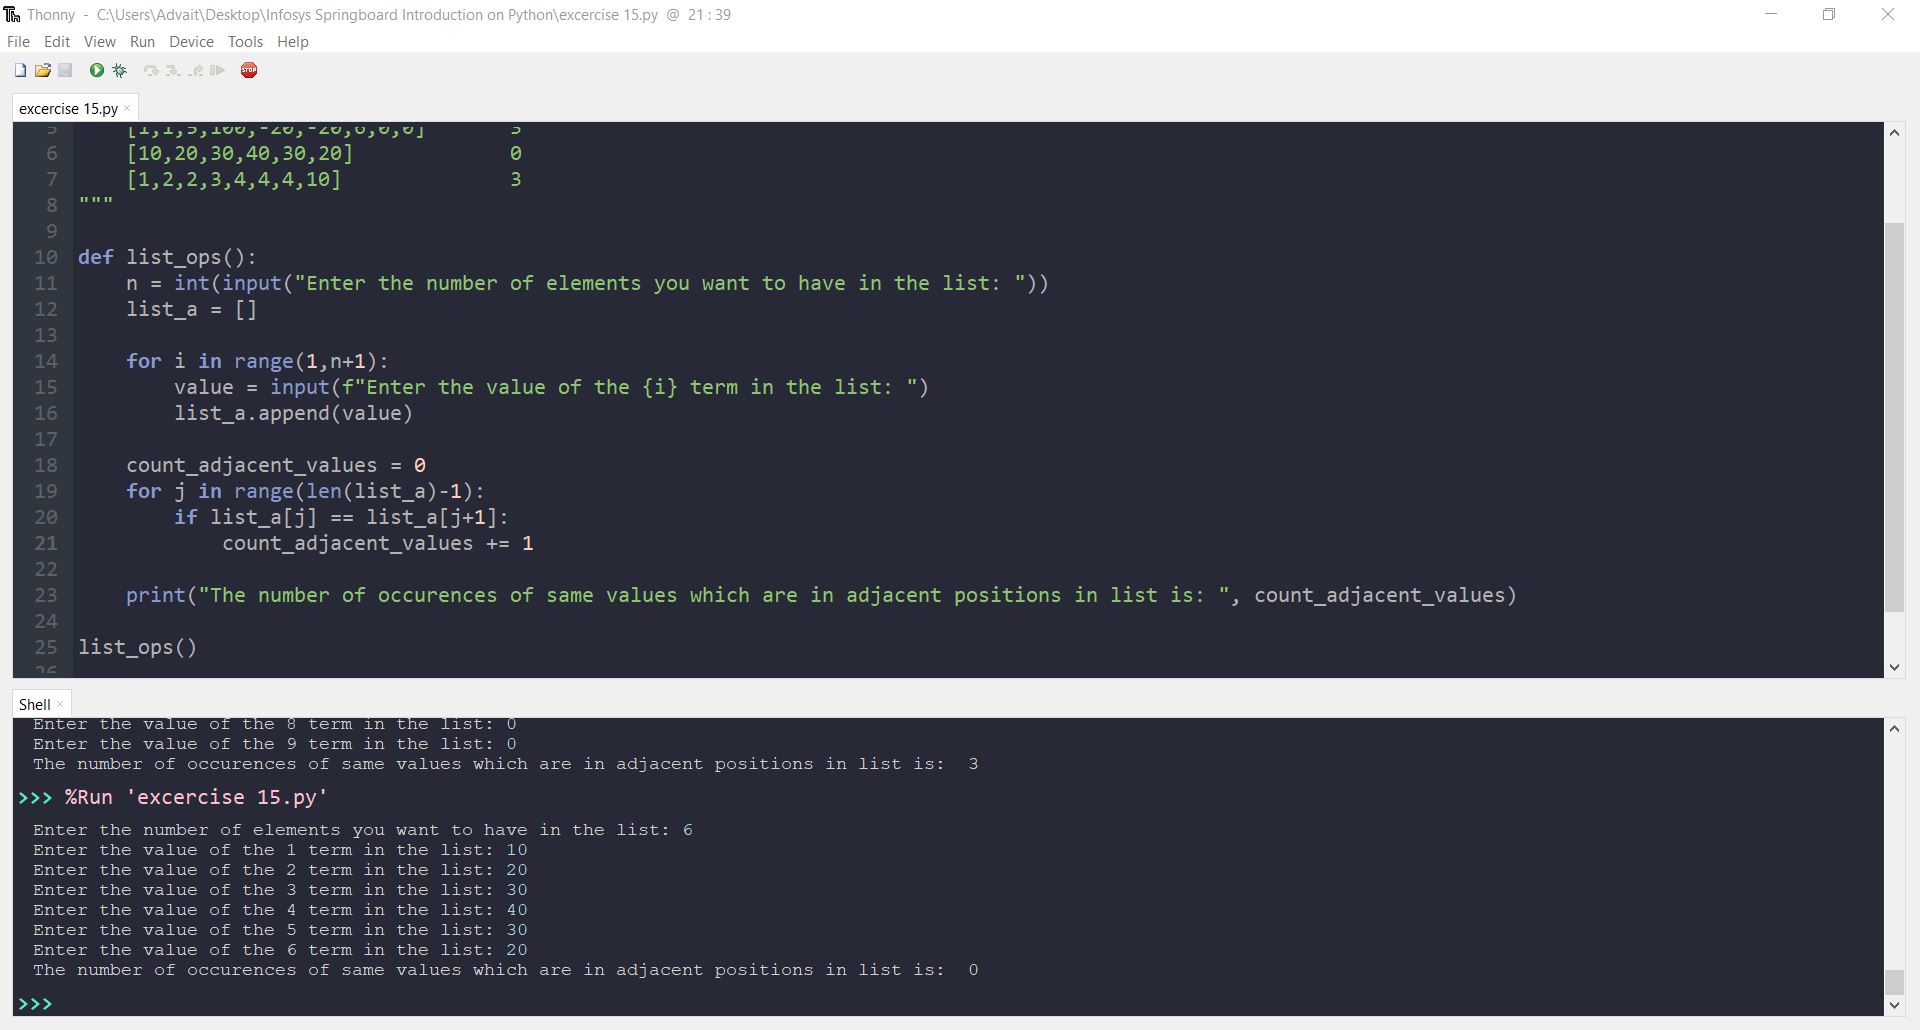 Thonny - C:\Users\Advait\Desktop\Infosys Springboard Introduction on Python\excercise 15.py @ 21 : 39
File Edit View Run Device Tools Help
STOP
excercise 15.py ×
5 [1,1,5,100,-20,-20,6,0,0] 3
6 [10,20,30,40,30,20] 0
7 [1,2,2,3,4,4,4,10] 3
8 """
9
10 def list_ops():
11 n = int(input("Enter the number of elements you want to have in the list: "))
12 list_a = []
13
14 for i in range(1,n+1):
15 value = input(f"Enter the value of the {i} term in the list: ")
16 list_a.append(value)
17
18 count_adjacent_values = 0
19 for j in range(len(list_a)-1):
20 if list_a[j] == list_a[j+1]:
21 count_adjacent_values += 1
22
23 print("The number of occurences of same values which are in adjacent positions in list is: ", count_adjacent_values)
24
25 list_ops()
26
Shell ×
Enter the value of the 8 term in the list: 0
Enter the value of the 9 term in the list: 0
The number of occurences of same values which are in adjacent positions in list is:  3
>>> %Run 'excercise 15.py'
Enter the number of elements you want to have in the list: 6
Enter the value of the 1 term in the list: 10
Enter the value of the 2 term in the list: 20
Enter the value of the 3 term in the list: 30
Enter the value of the 4 term in the list: 40
Enter the value of the 5 term in the list: 30
Enter the value of the 6 term in the list: 20
The number of occurences of same values which are in adjacent positions in list is:  0
>>>